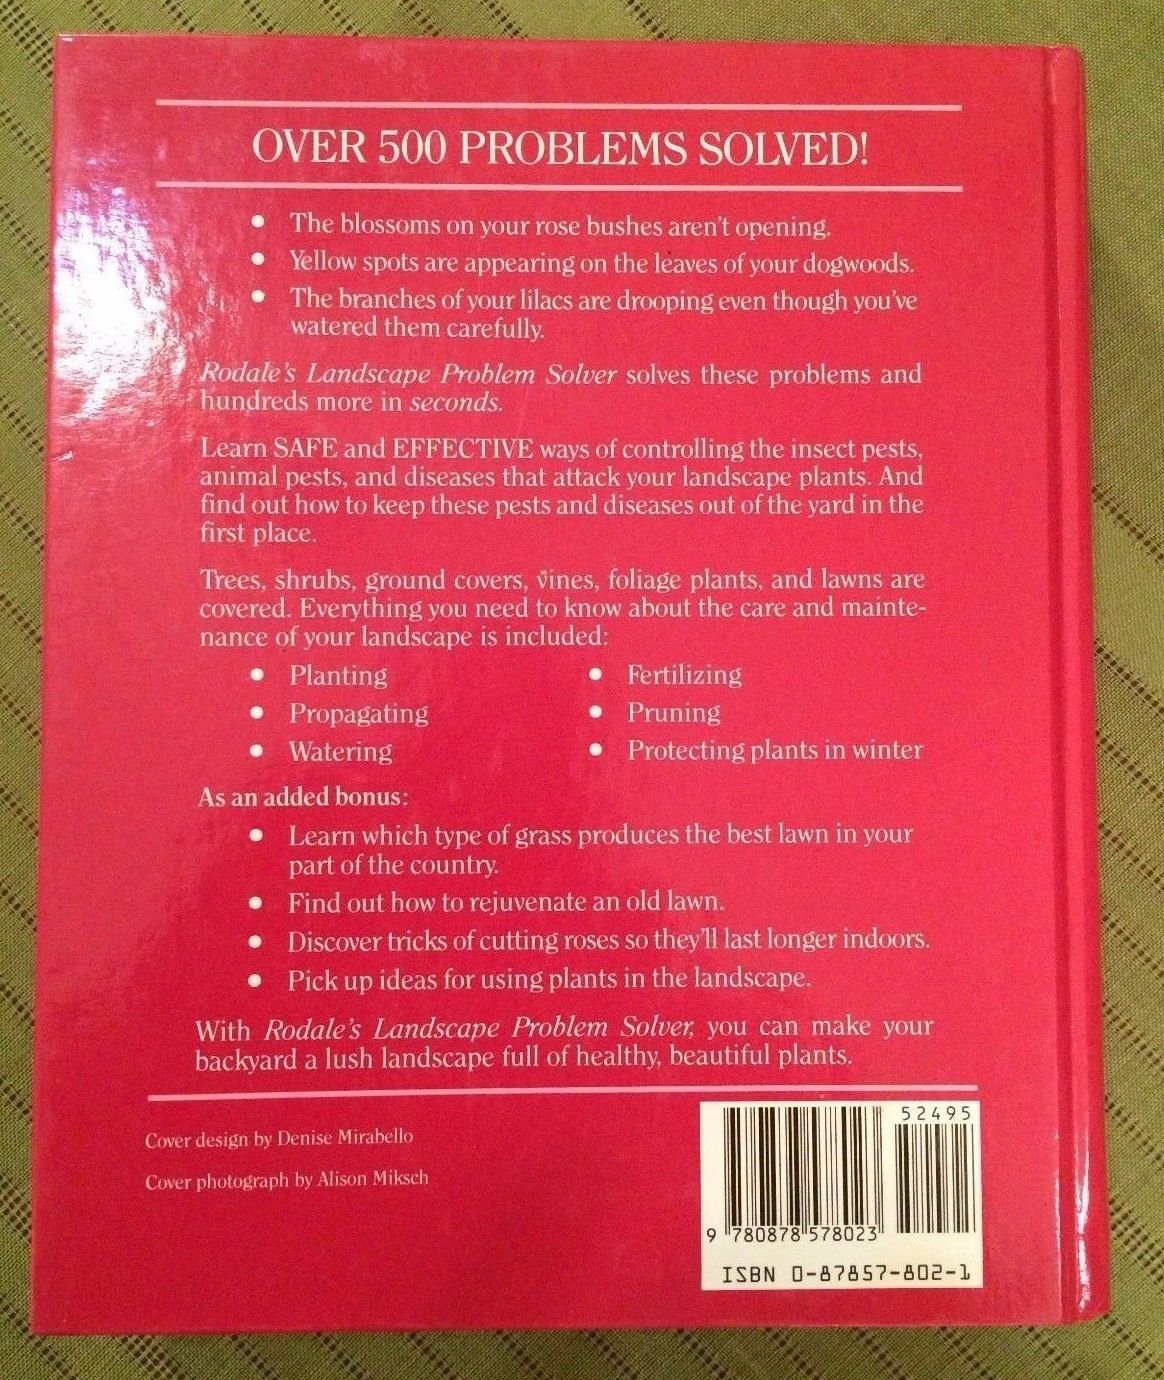 OVER 500 PROBLEMS SOLVED!
• The blossoms on your rose bushes aren't opening.
• Yellow spots are appearing on the leaves of your dogwoods.
• The branches of your lilacs are drooping even though you've
watered them carefully.
Rodale's Landscape Problem Solver solves these problems and
hundreds more in seconds.
Learn SAFE and EFFECTIVE ways of controlling the insect pests,
animal pests, and diseases that attack your landscape plants. And
find out how to keep these pests and diseases out of the yard in the
first place.
Trees, shrubs, ground covers, vines, foliage plants, and lawns are
covered. Everything you need to know about the care and mainte-
nance of your landscape is included:
• Planting
• Propagating
• Watering
• Fertilizing
• Pruning
• Protecting plants in winter
As an added bonus:
• Learn which type of grass produces the best lawn in your
part of the country.
• Find out how to rejuvenate an old lawn.
• Discover tricks of cutting roses so they'll last longer indoors.
• Pick up ideas for using plants in the landscape.
With Rodale's Landscape Problem Solver, you can make your
backyard a lush landscape full of healthy, beautiful plants.
Cover design by Denise Mirabello
Cover photograph by Alison Miksch
52495
9 780878 578023
ISBN 0-87857-802-1